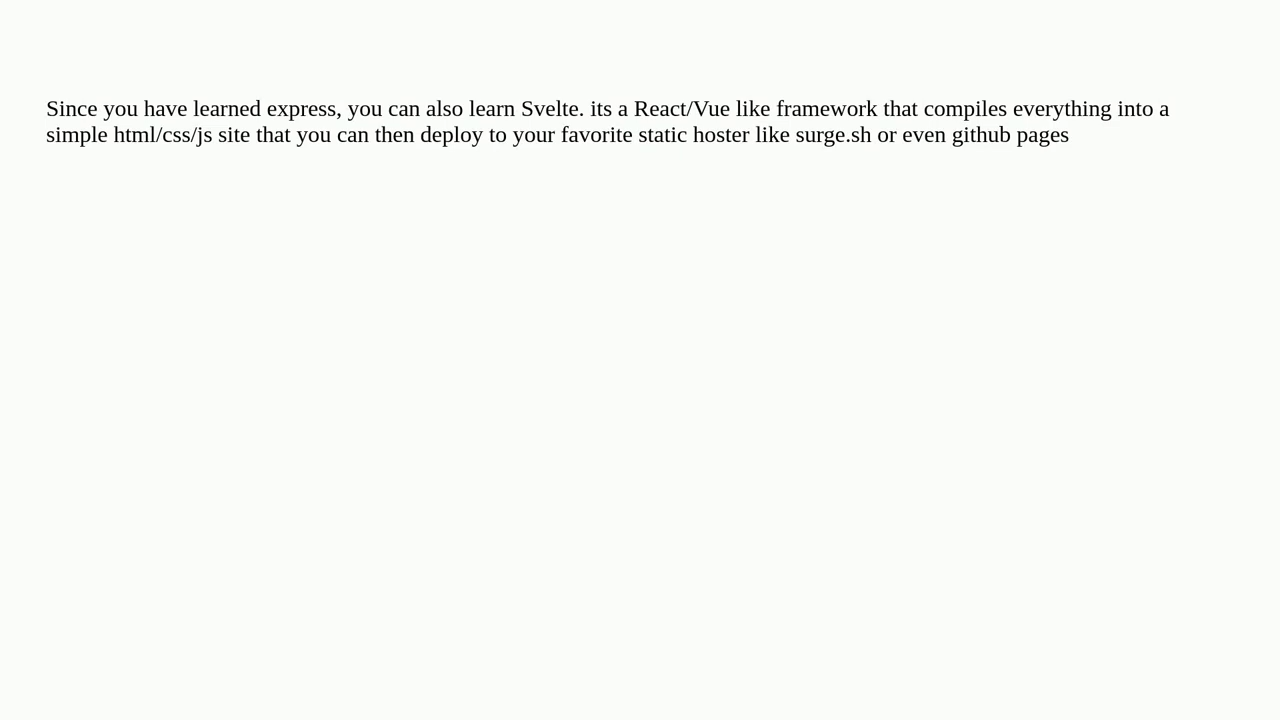 Since you have learned express, you can also learn Svelte. its a React/Vue like framework that compiles everything into a
simple html/css/js site that you can then deploy to your favorite static hoster like surge.sh or even github pages